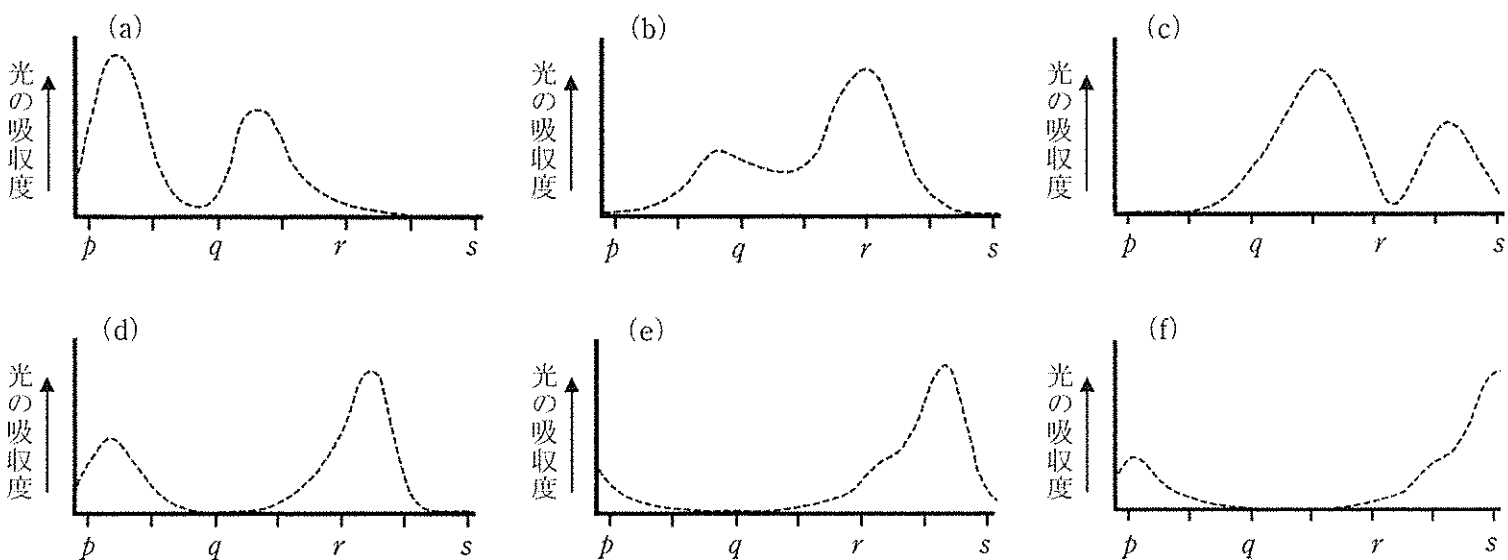 (a)
光の吸収度
p q r s
(b)
光の吸収度
p q r s
(c)
光の吸収度
p q r s
(d)
光の吸収度
p q r s
(e)
光の吸収度
p q r s
(f)
光の吸収度
p q r s